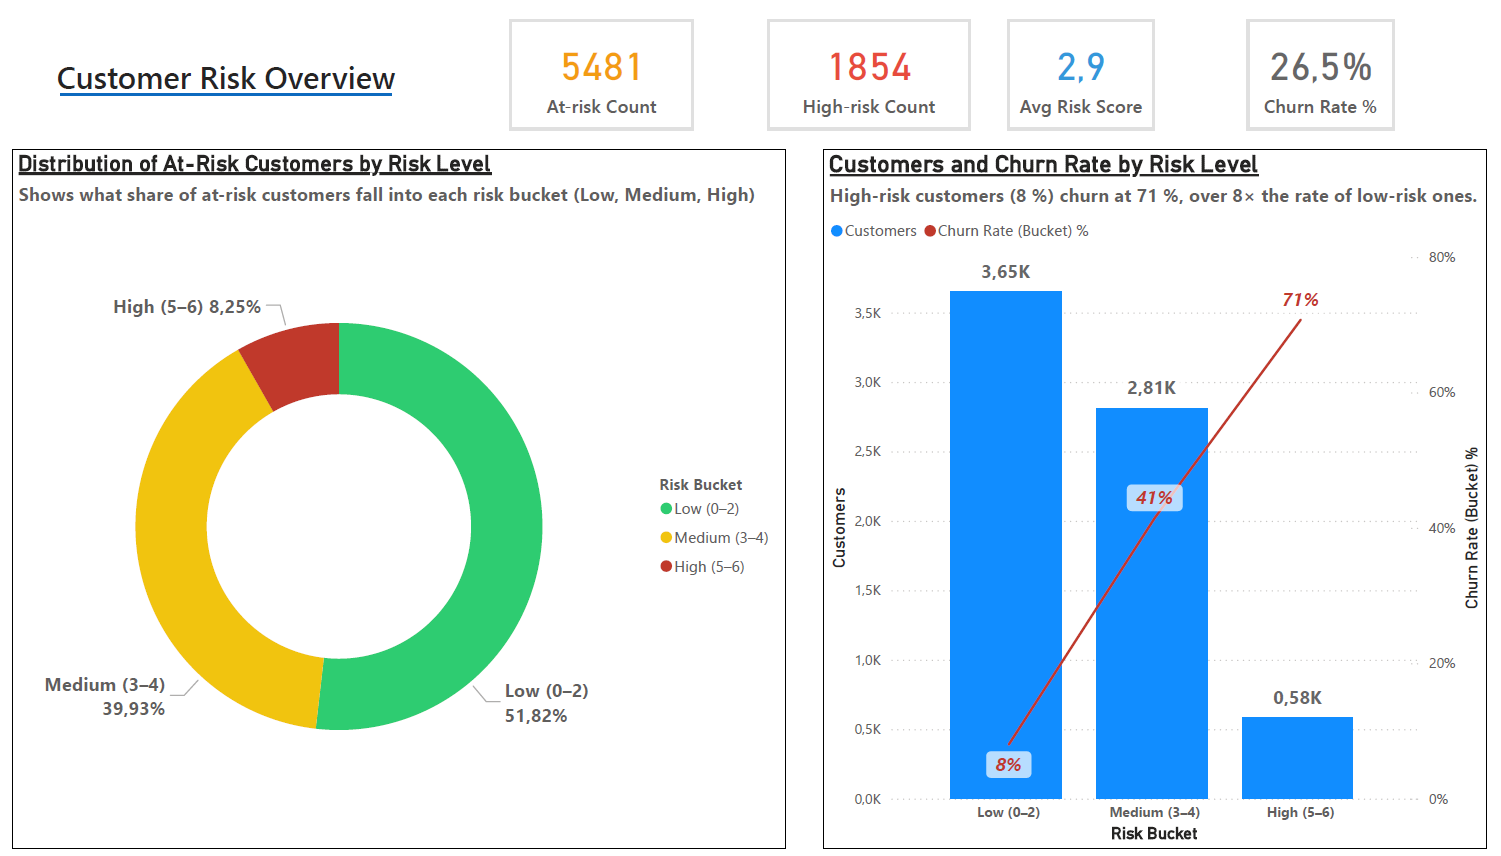 Customer Risk Overview
5481
At-risk Count
1854
High-risk Count
2,9
Avg Risk Score
26,5%
Churn Rate %
Distribution of At-Risk Customers by Risk Level
Shows what share of at-risk customers fall into each risk bucket (Low, Medium, High)
High (5–6) 8,25%
Medium (3–4)
39,93%
Low (0–2)
51,82%
Risk Bucket
Low (0–2)
Medium (3–4)
High (5–6)
Customers and Churn Rate by Risk Level
High-risk customers (8 %) churn at 71 %, over 8× the rate of low-risk ones.
Customers
Churn Rate (Bucket) %
Customers
3,5K
3,0K
2,5K
2,0K
1,5K
1,0K
0,5K
0,0K
3,65K
2,81K
0,58K
8%
41%
71%
80%
60%
40%
20%
0%
Churn Rate (Bucket) %
Low (0–2)
Medium (3–4)
High (5–6)
Risk Bucket